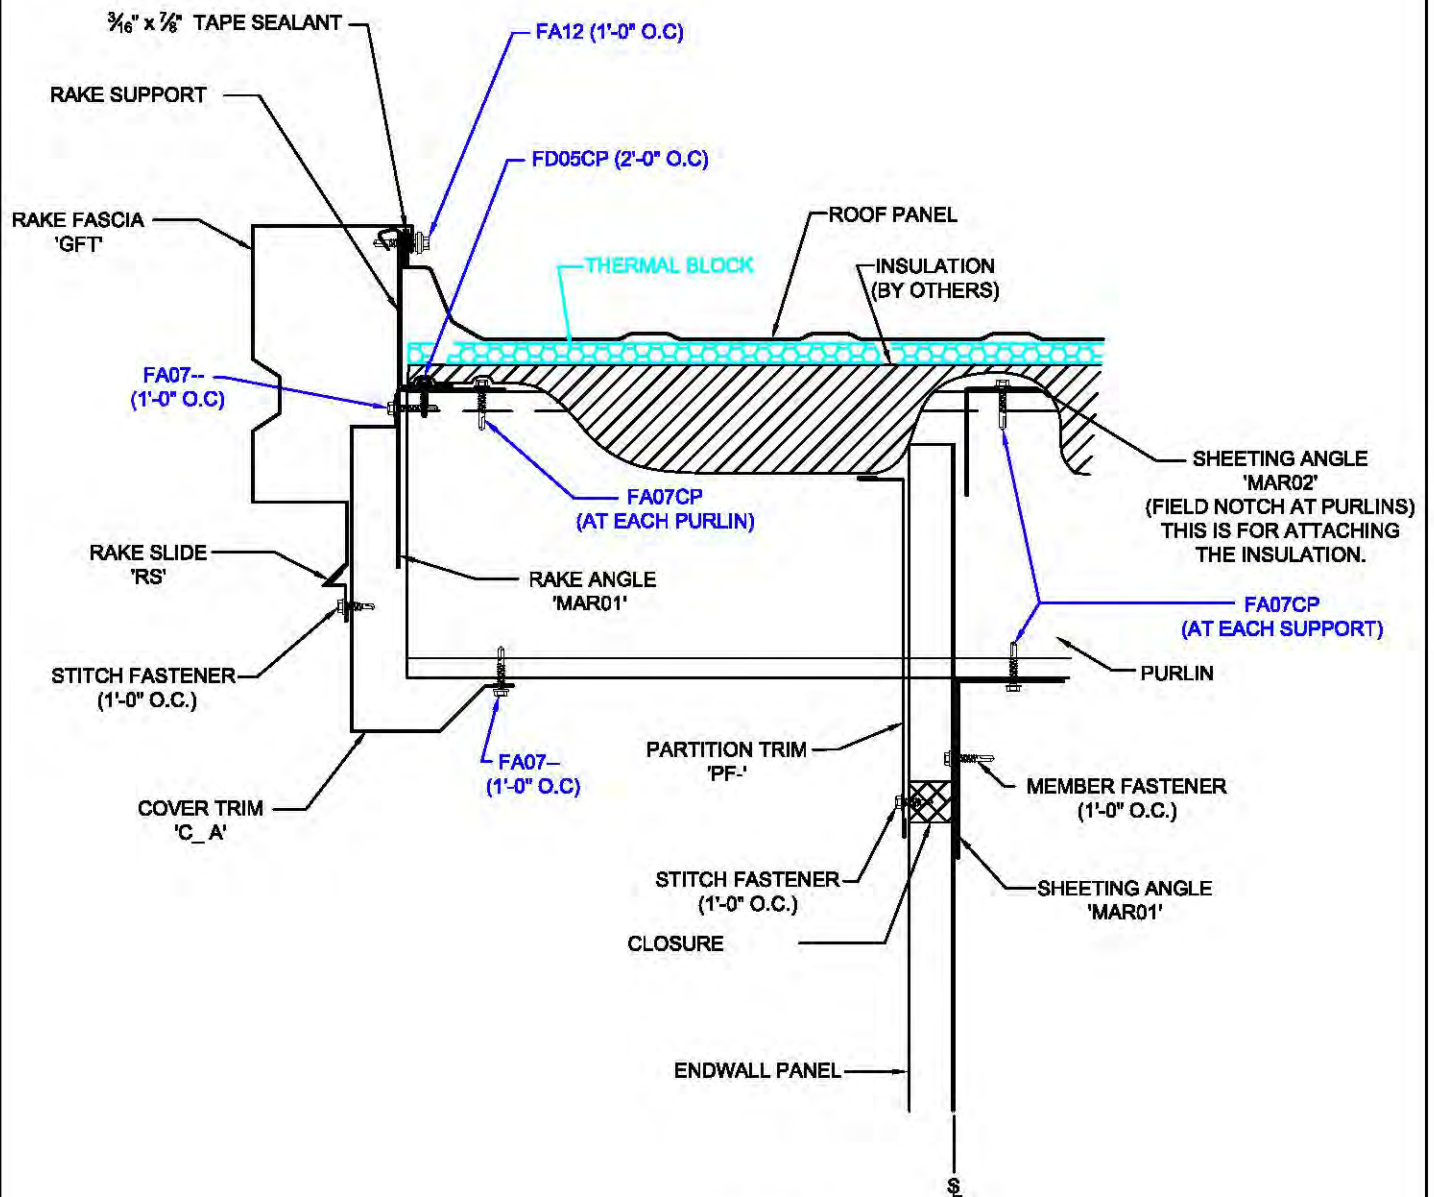 3/16" x 7/8" TAPE SEALANT
FA12 (1'-0" O.C)
RAKE SUPPORT
FD05CP (2'-0" O.C)
RAKE FASCIA
'GFT'
ROOF PANEL
THERMAL BLOCK
INSULATION
(BY OTHERS)
FA07--
(1'-0" O.C)
SHEETING ANGLE
'MAR02'
(FIELD NOTCH AT PURLINS)
THIS IS FOR ATTACHING
THE INSULATION.
FA07CP
(AT EACH PURLIN)
RAKE SLIDE
'RS'
RAKE ANGLE
'MAR01'
FA07CP
(AT EACH SUPPORT)
STITCH FASTENER
(1'-0" O.C.)
PURLIN
FA07--
(1'-0" O.C)
PARTITION TRIM
'PF-'
MEMBER FASTENER
(1'-0" O.C.)
COVER TRIM
'C_ A'
STITCH FASTENER
(1'-0" O.C.)
SHEETING ANGLE
'MAR01'
CLOSURE
ENDWALL PANEL